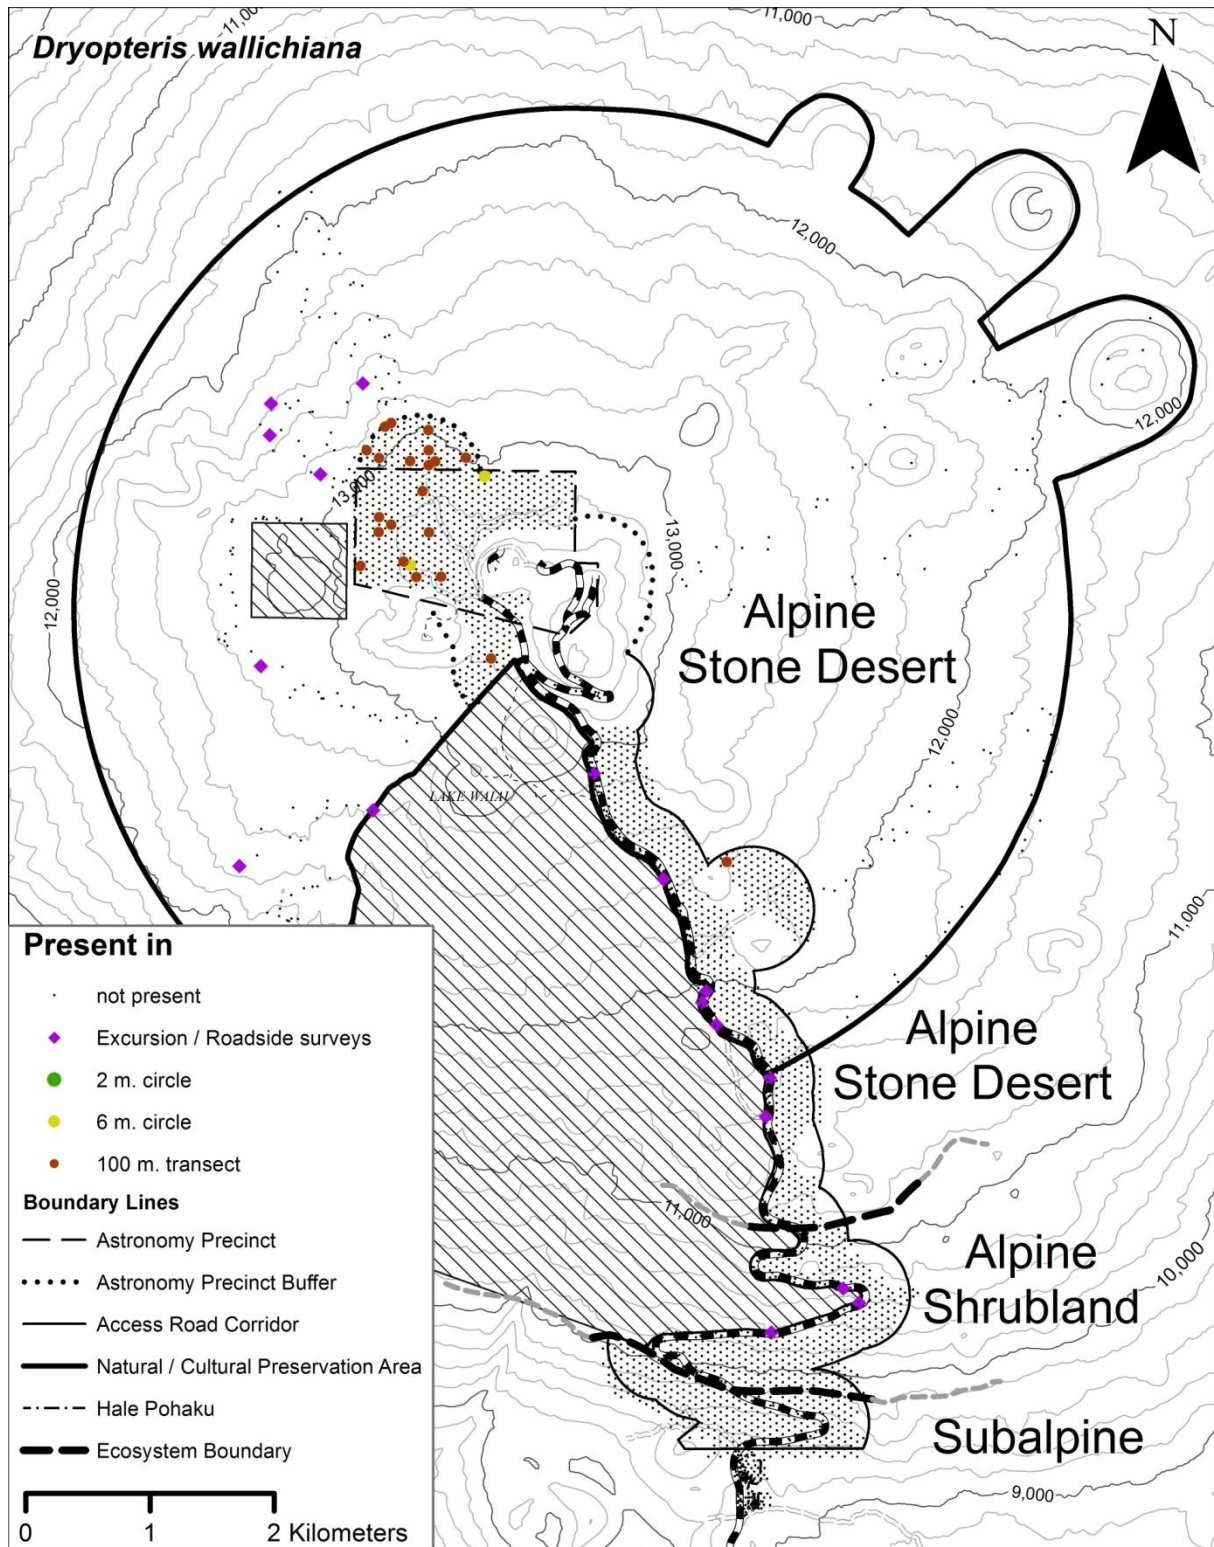 11,000
11,000
Dryopteris wallichiana
N
12,000
12,000
13,000
13,000
12,000
Alpine
Stone Desert
12,000
LAKE WAIAU
11,000
Alpine
Stone Desert
11,000
Alpine
Shrubland
10,000
Subalpine
9,000
Present in
not present
Excursion / Roadside surveys
2 m. circle
6 m. circle
100 m. transect
Boundary Lines
Astronomy Precinct
Astronomy Precinct Buffer
Access Road Corridor
Natural / Cultural Preservation Area
Hale Pohaku
Ecosystem Boundary
0 1 2 Kilometers